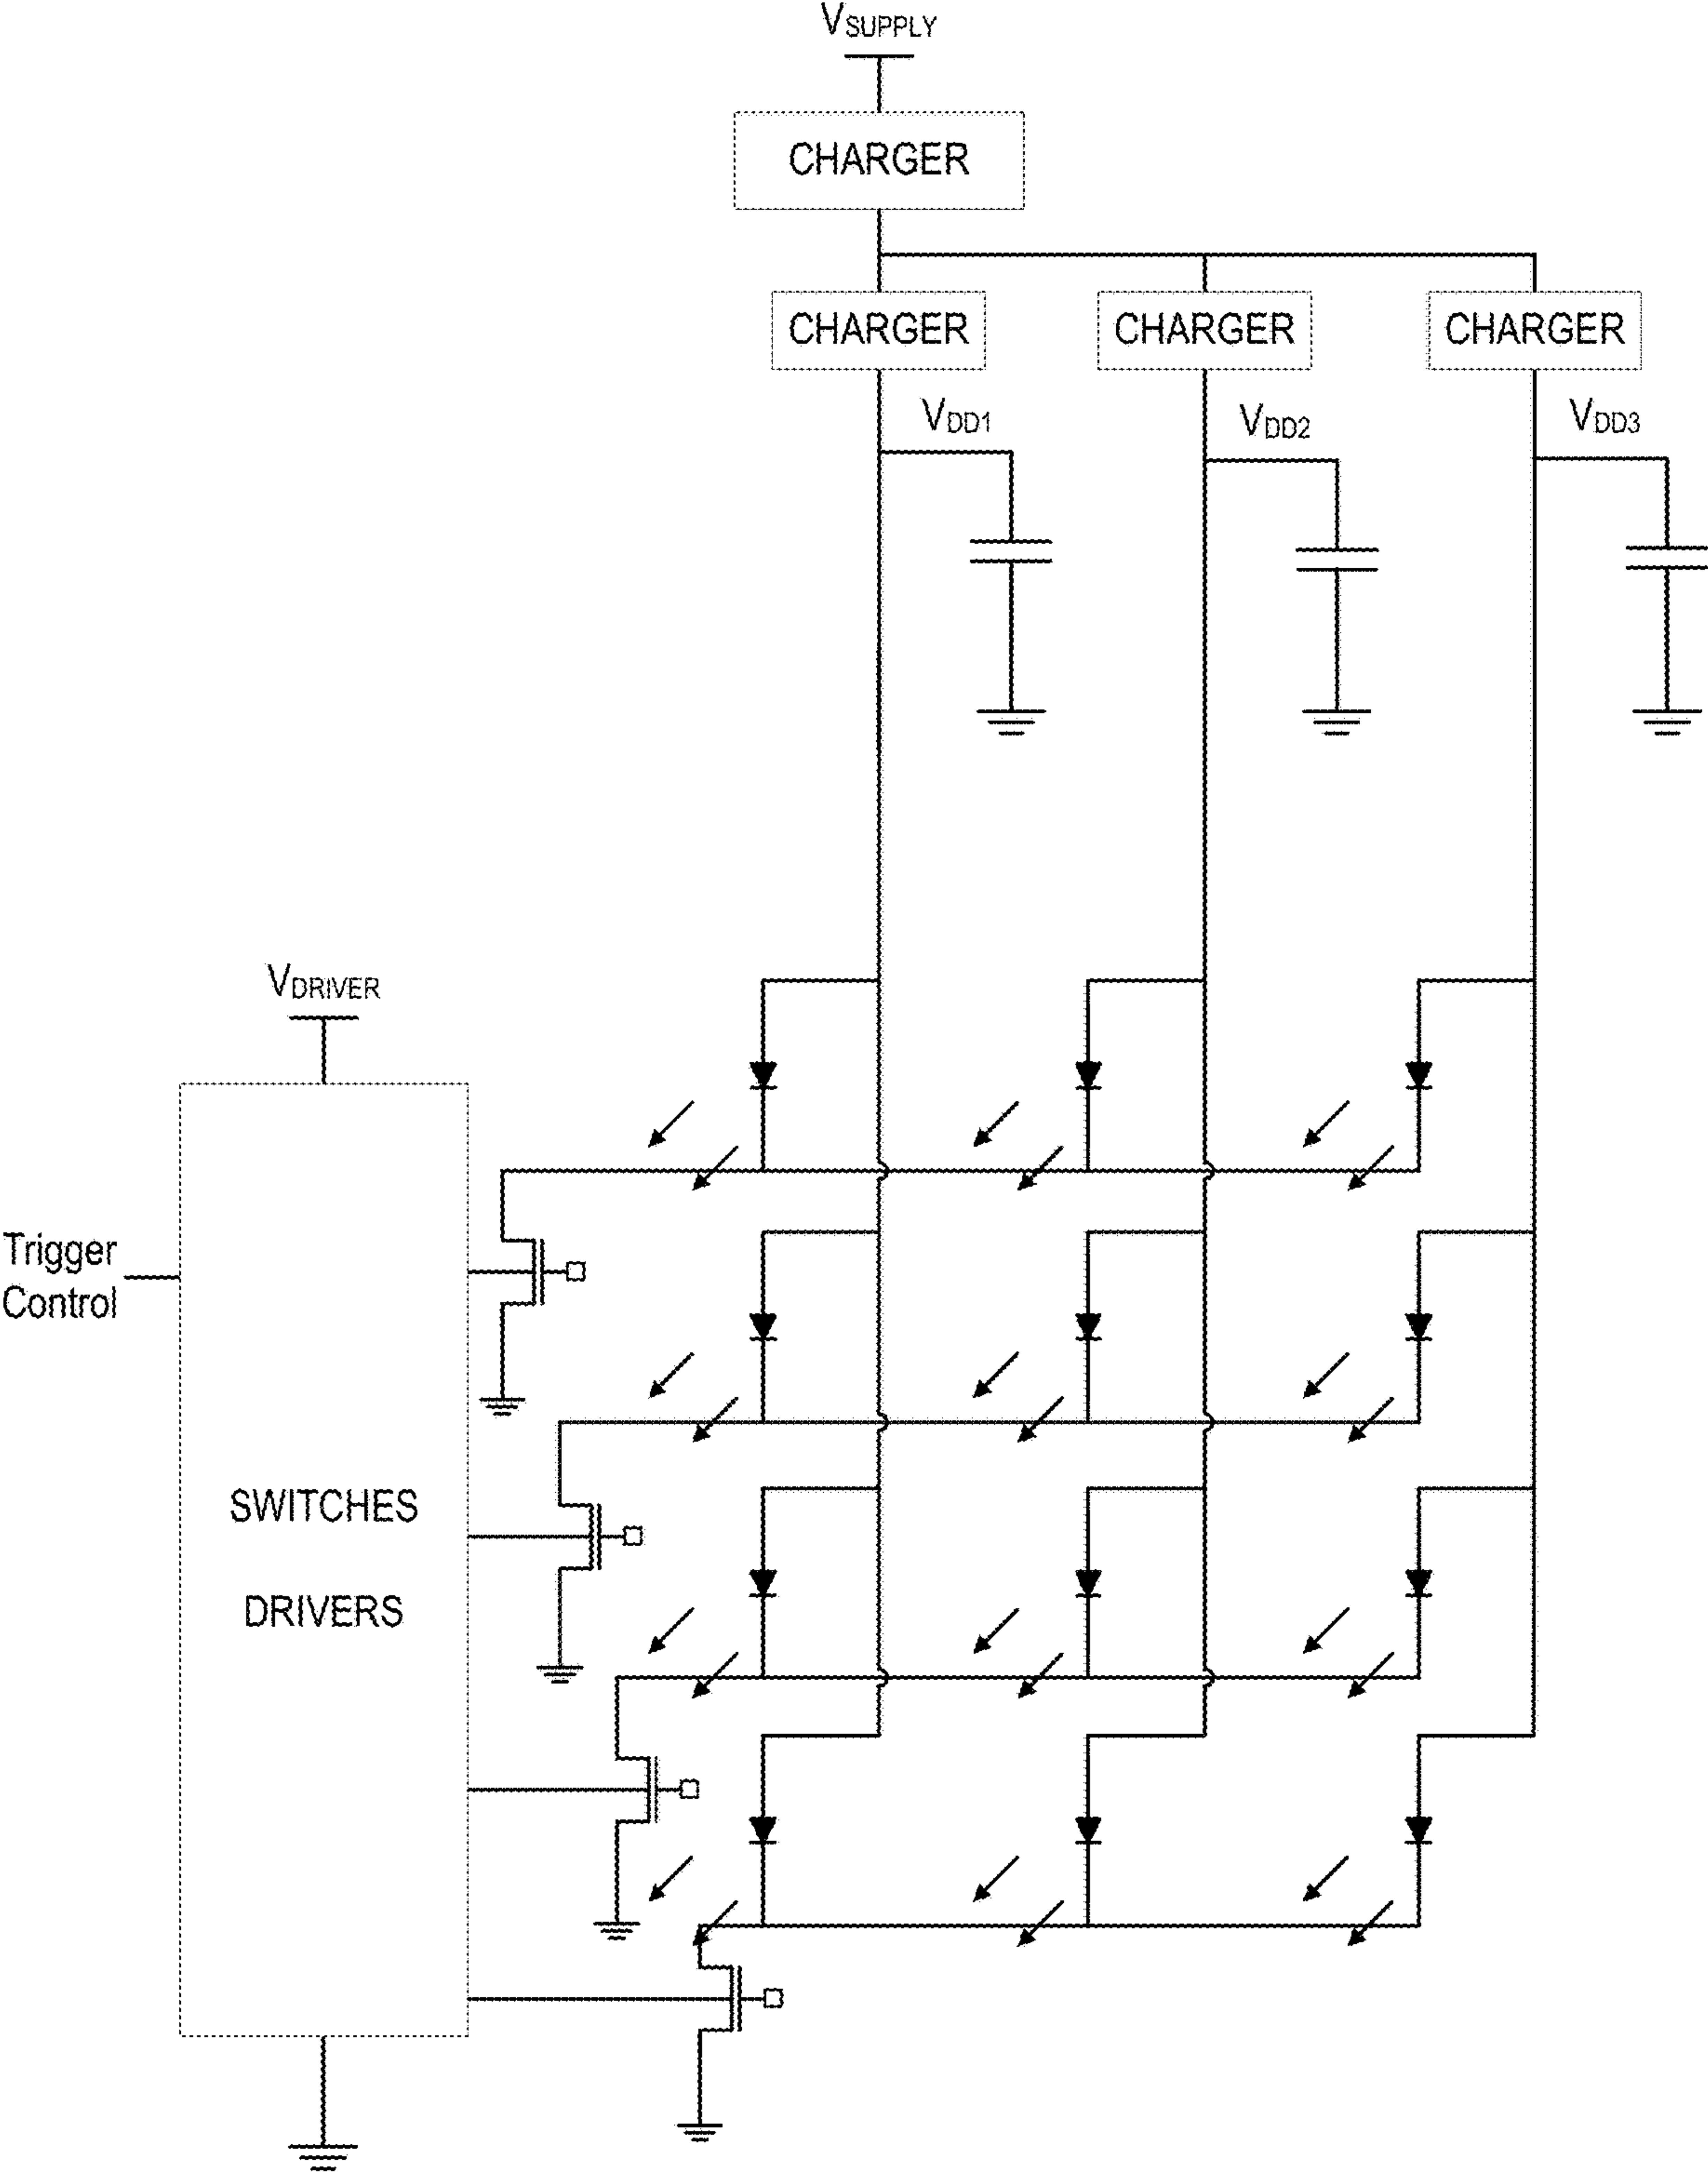 VSUPPLY
CHARGER
CHARGER
CHARGER
CHARGER
VDD1
VDD2
VDD3
VDRIVER
Trigger
Control
SWITCHES
DRIVERS